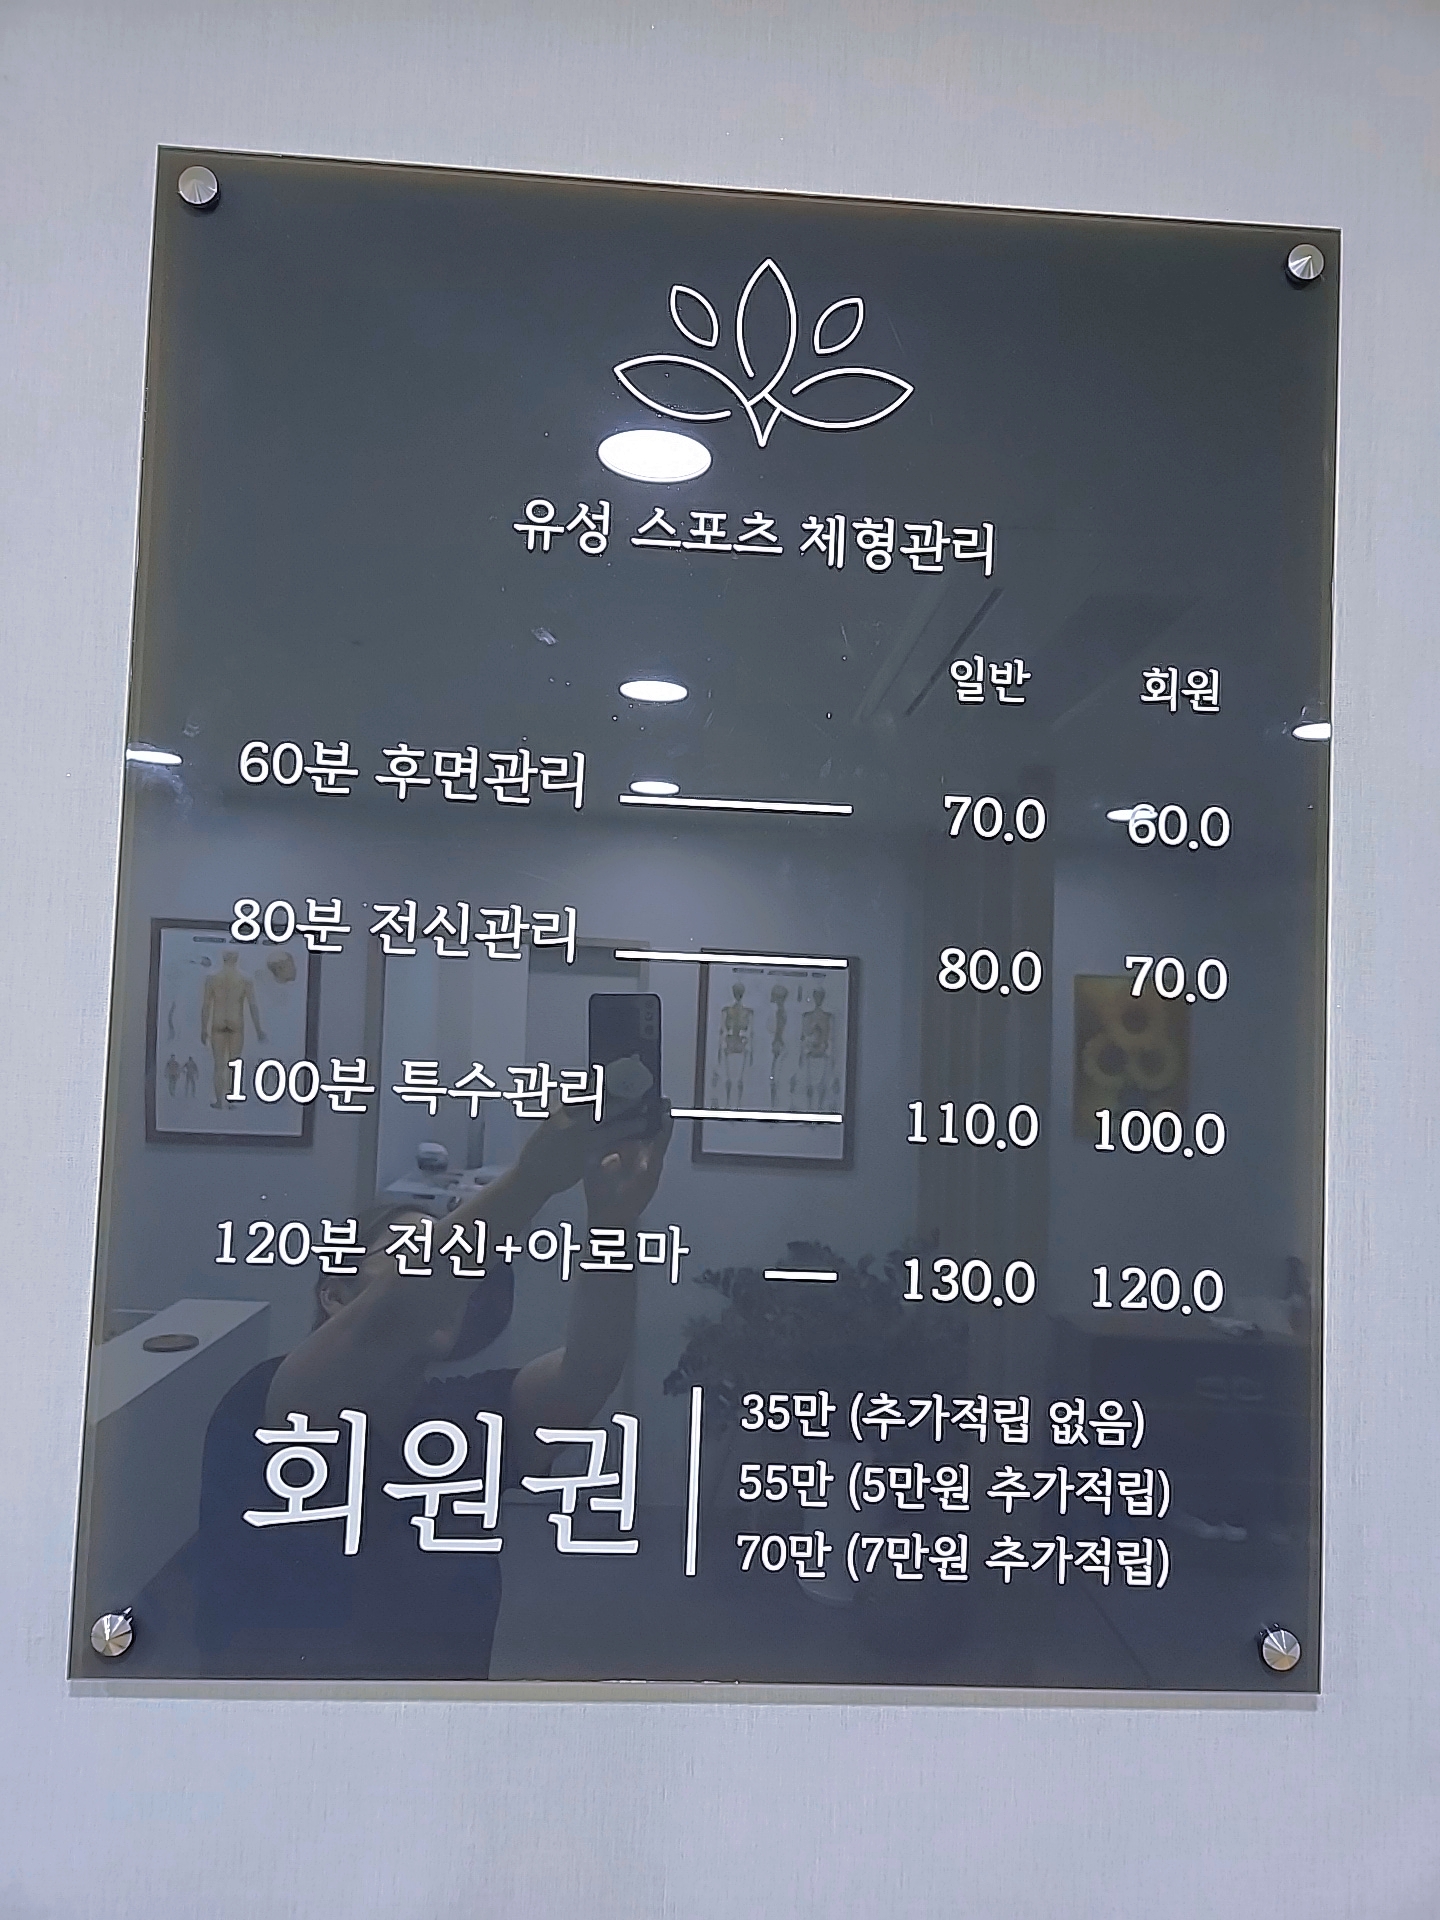 유성 스포츠 체형관리
일반 회원
60분 후면관리 70.0 60.0
80분 전신관리 80.0 70.0
100분 특수관리 110.0 100.0
120분 전신+아로마 130.0 120.0
회원권
35만 (추가적립 없음)
55만 (5만원 추가적립)
70만 (7만원 추가적립)